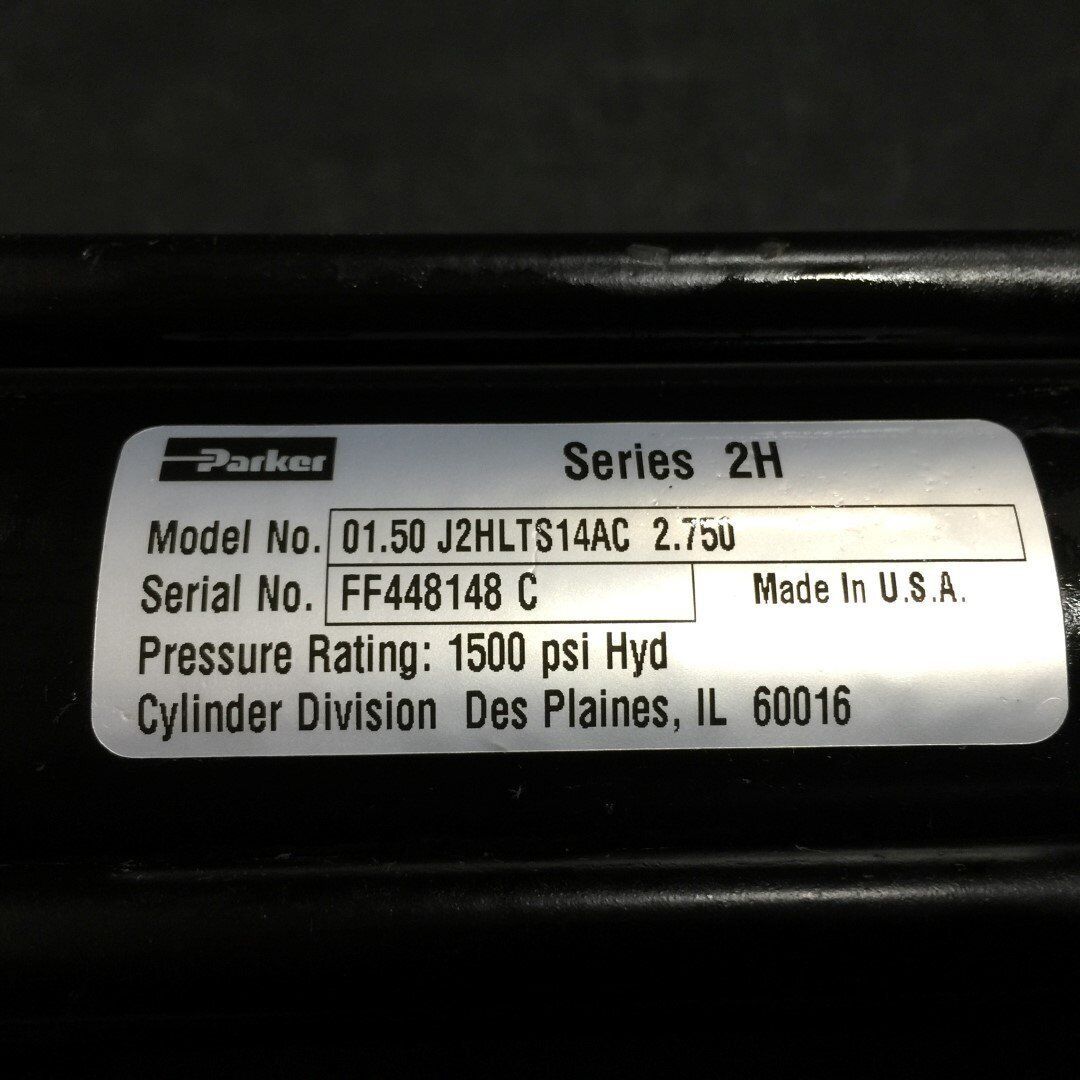 Parker Series 2H
Model No. 01.50 J2HLTS14AC 2.750
Serial No. FF448148 C Made In U.S.A.
Pressure Rating: 1500 psi Hyd
Cylinder Division Des Plaines, IL 60016